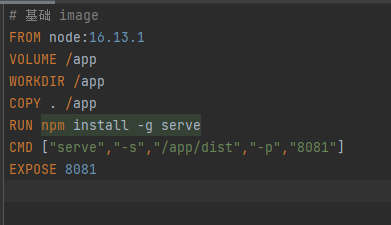 # 基础 image
FROM node:16.13.1
VOLUME /app
WORKDIR /app
COPY . /app
RUN npm install -g serve
CMD ["serve","-s","/app/dist","-p","8081"]
EXPOSE 8081